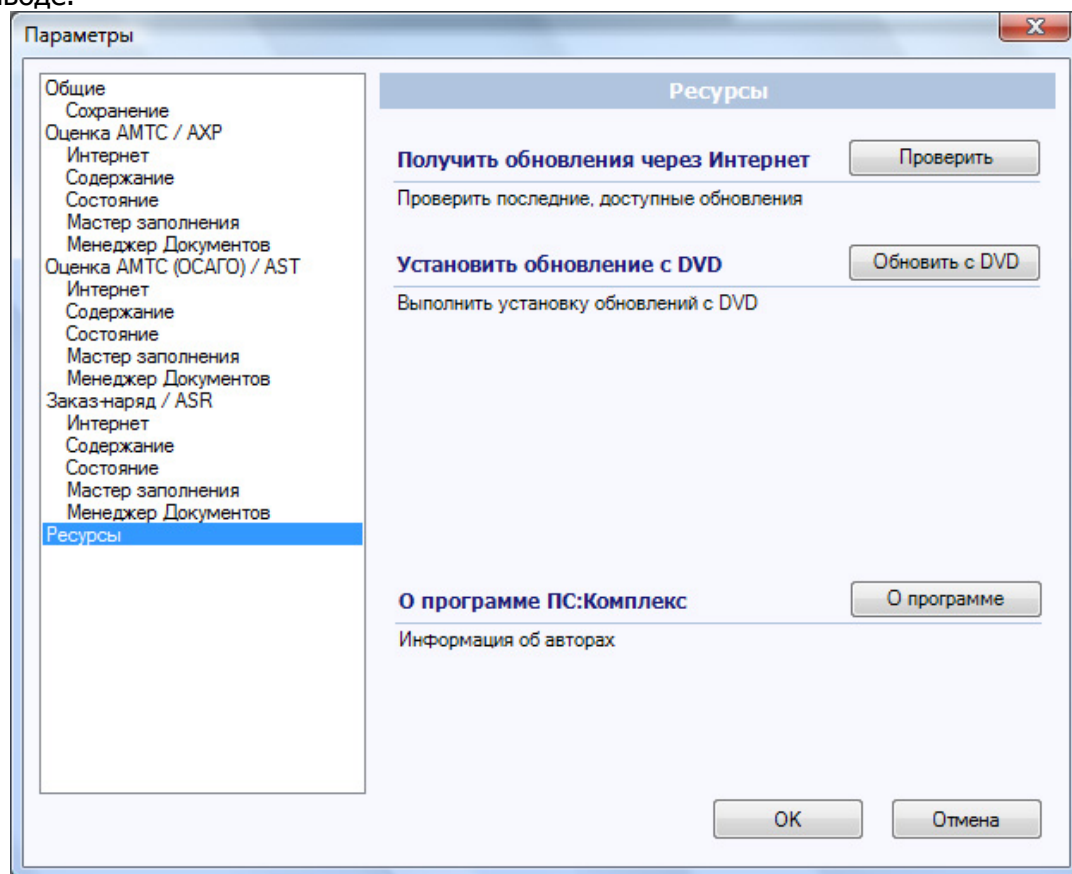 Параметры
Общие
Сохранение
Оценка АМТС / АХР
Интернет
Содержание
Состояние
Мастер заполнения
Менеджер Документов
Оценка АМТС (ОСАГО) / AST
Интернет
Содержание
Состояние
Мастер заполнения
Менеджер Документов
Заказ-наряд / ASR
Интернет
Содержание
Состояние
Мастер заполнения
Менеджер Документов
Ресурсы
Ресурсы
Получить обновления через Интернет
Проверить
Проверить последние, доступные обновления
Установить обновление с DVD
Обновить с DVD
Выполнить установку обновлений с DVD
О программе ПС:Комплекс
О программе
Информация об авторах
OK
Отмена